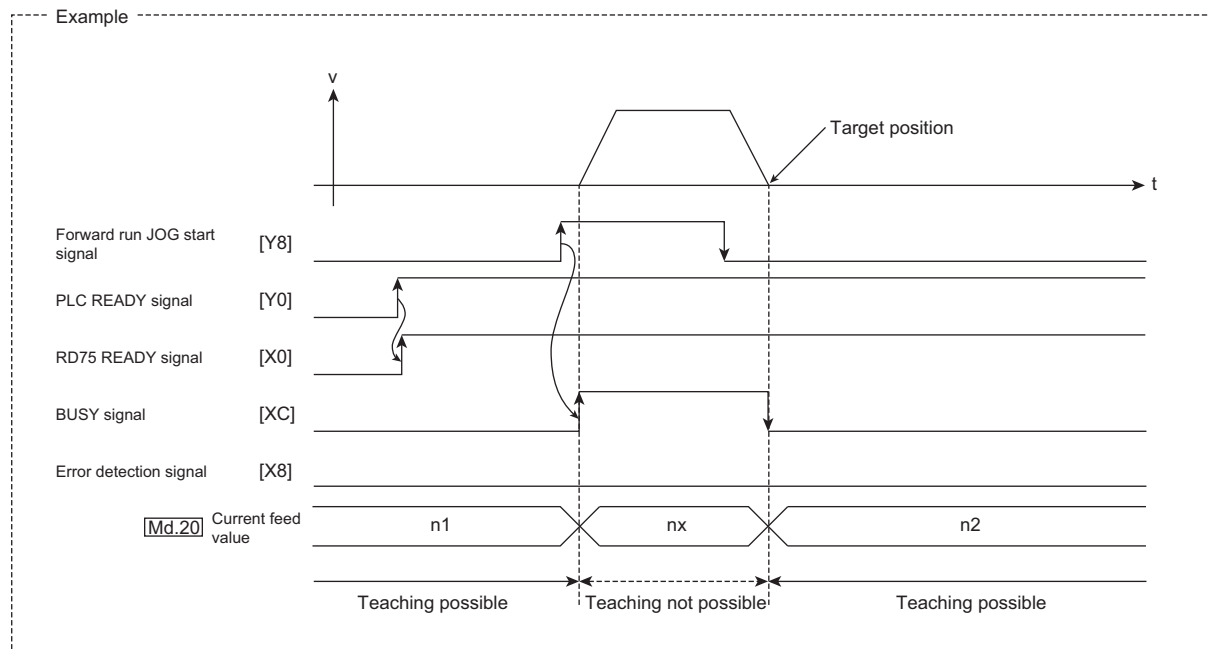 Example
v
Target position
t
Forward run JOG start
signal
[Y8]
PLC READY signal [Y0]
RD75 READY signal [X0]
BUSY signal [XC]
Error detection signal [X8]
Md.20 Current feed
value
n1 nx n2
Teaching possible Teaching not possible Teaching possible